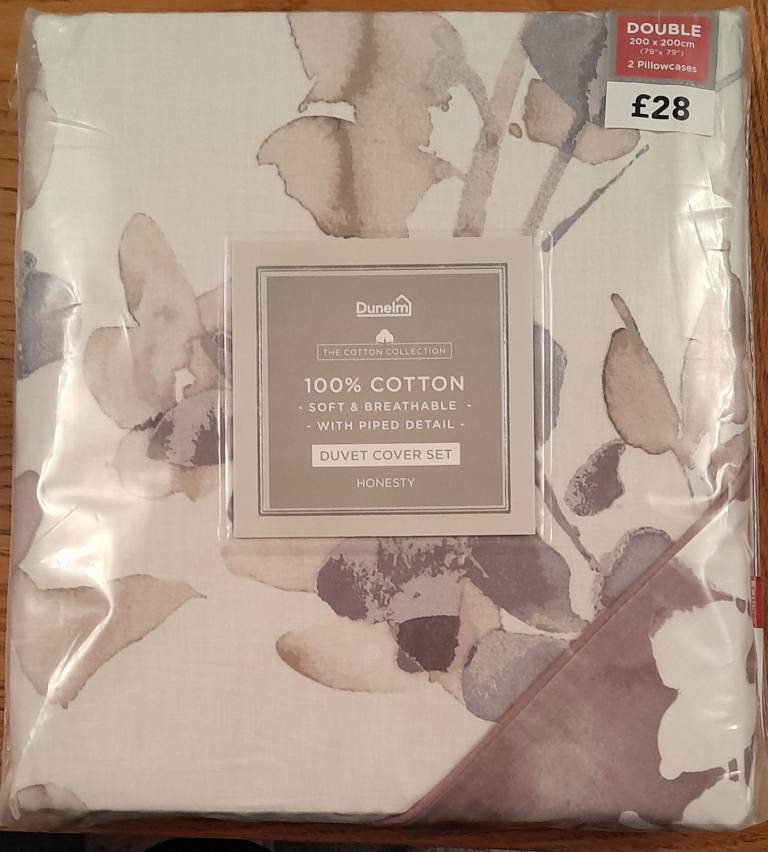 DOUBLE
200 x 200cm
(79"x 79")
2 Pillowcases
£28
Dunelm
THE COTTON COLLECTION
100% COTTON
- SOFT & BREATHABLE -
- WITH PIPED DETAIL -
DUVET COVER SET
HONESTY